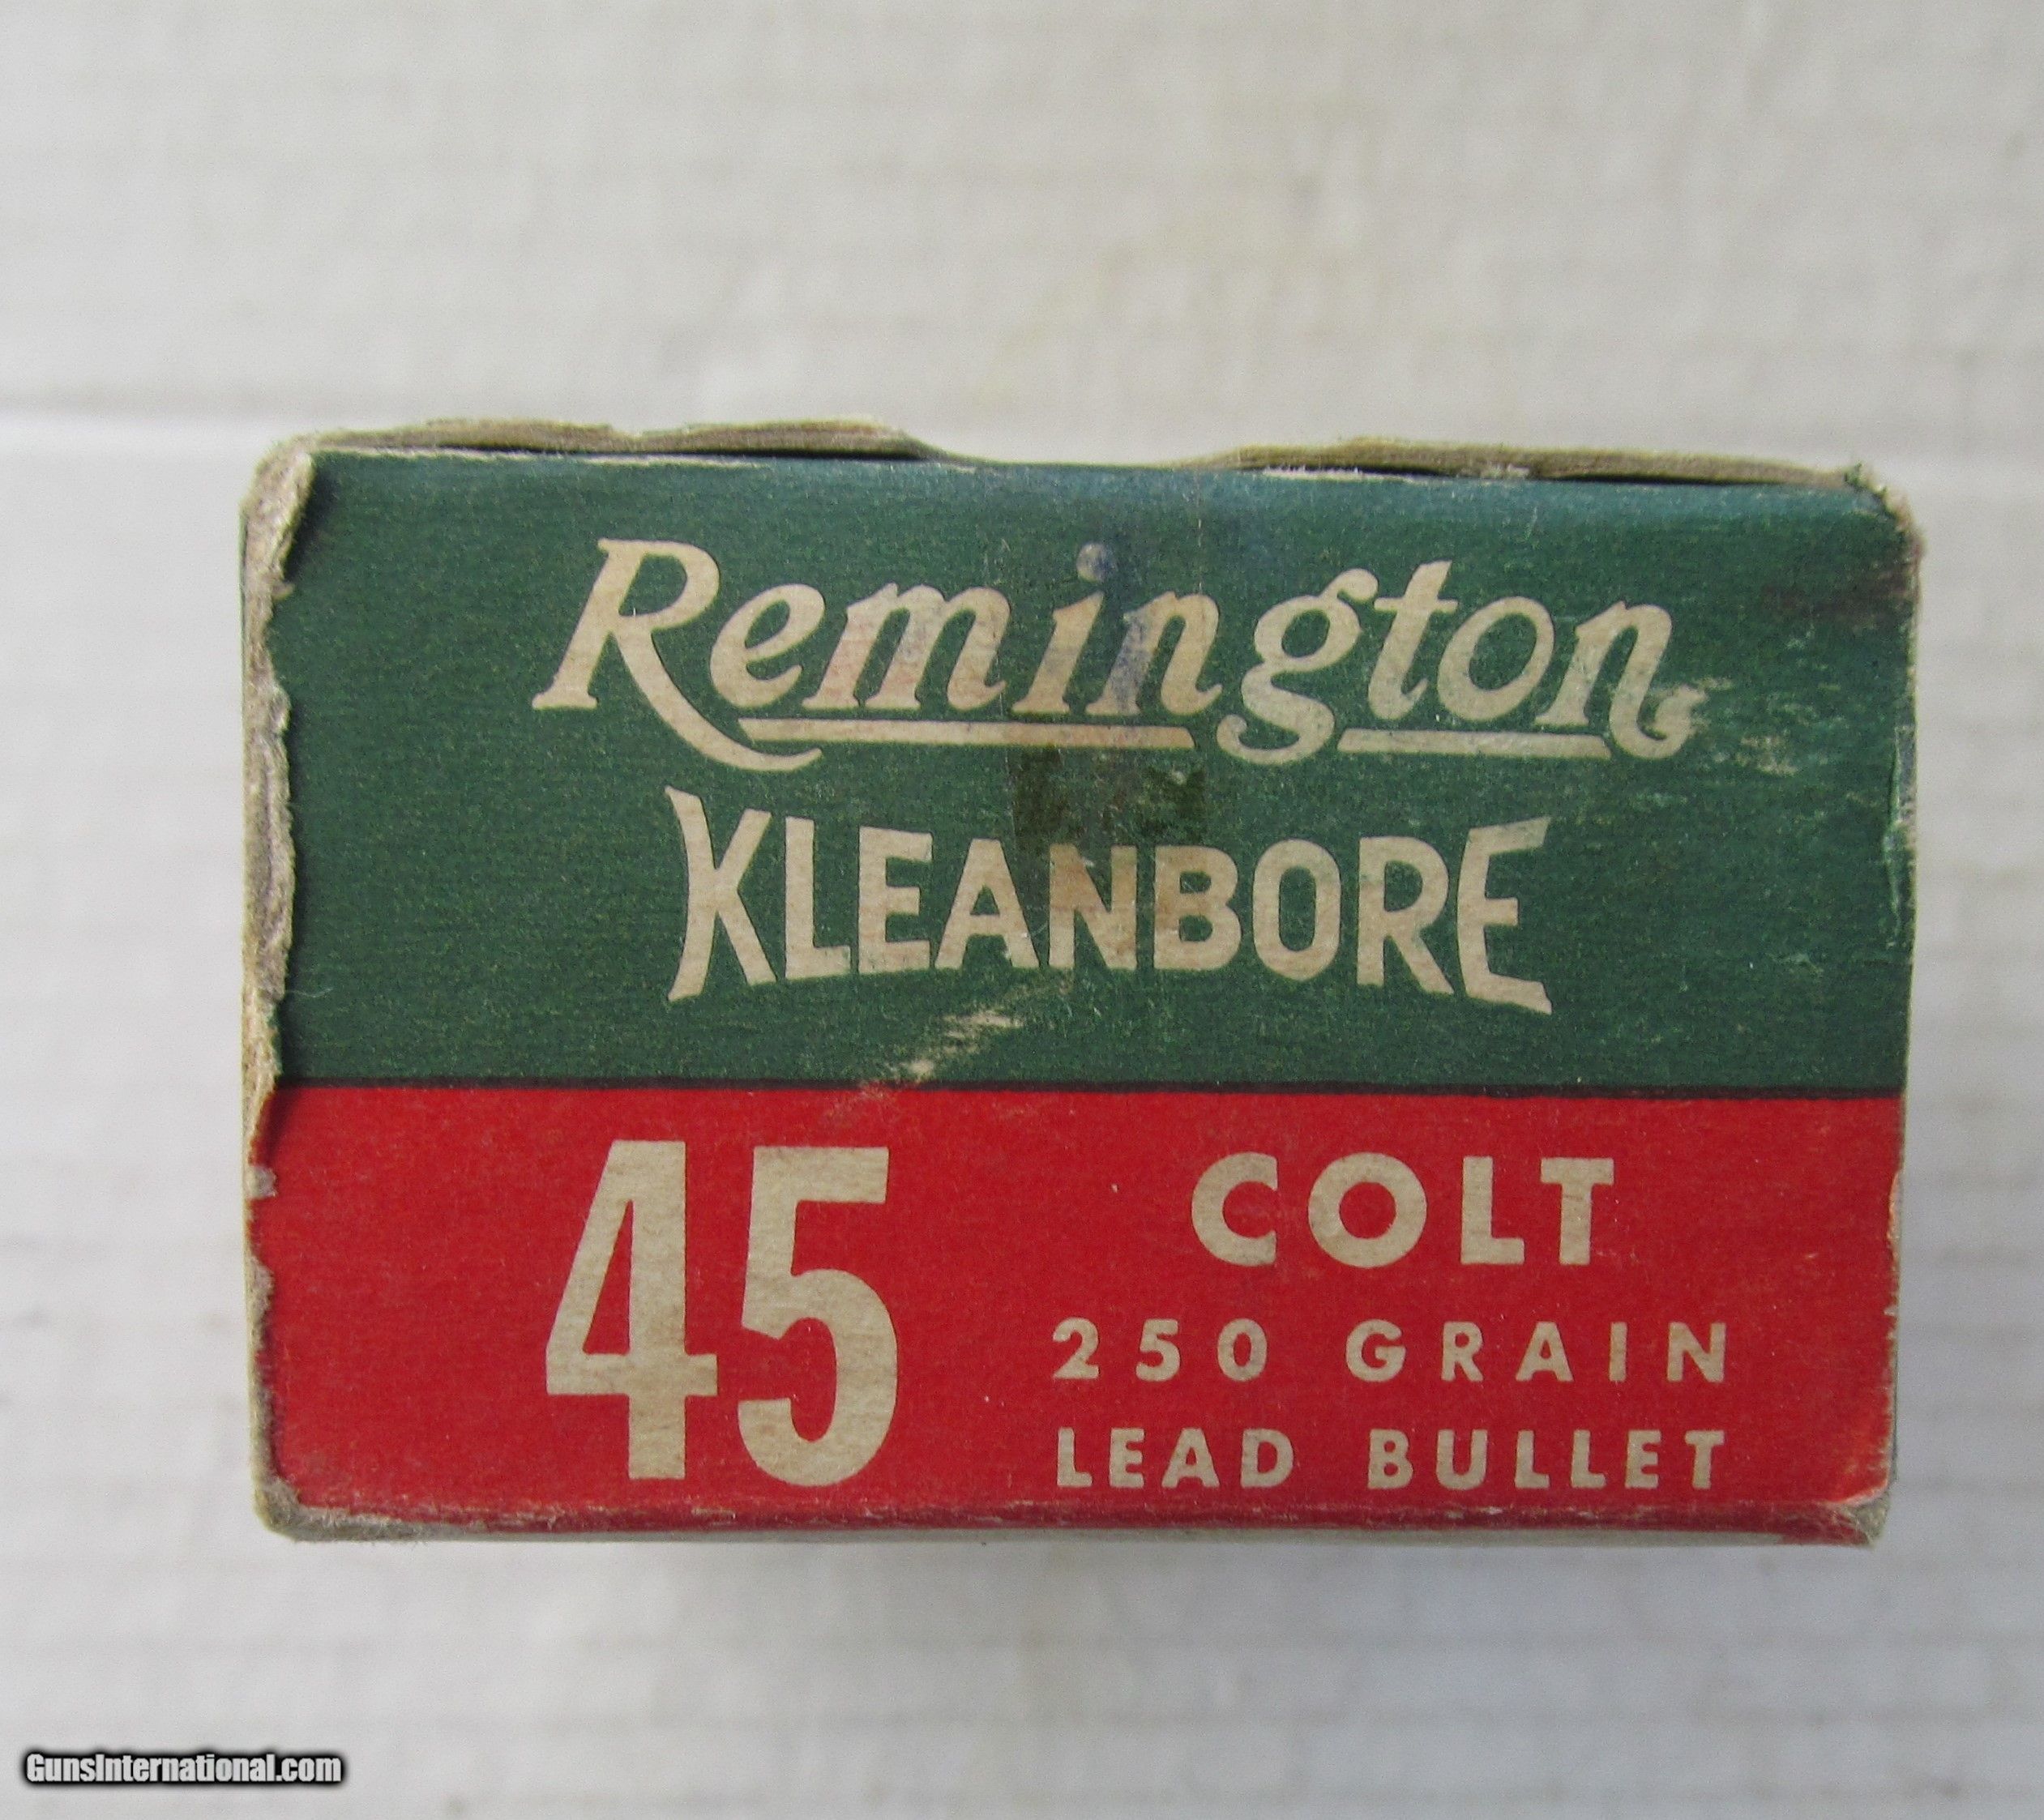 Remington
KLEANBORE
45
COLT
250 GRAIN
LEAD BULLET
GunsInternational.com